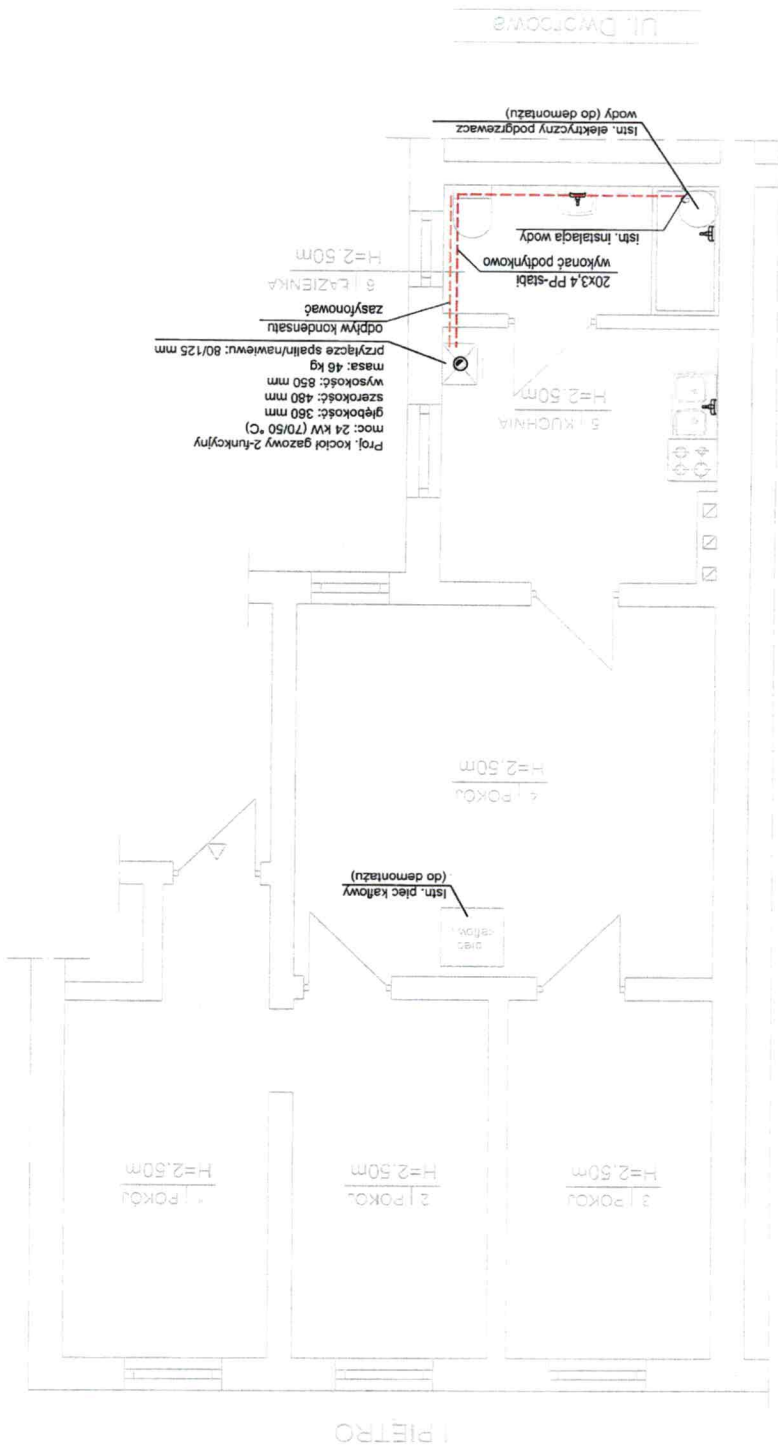 I PIĘTRO
3 | POKÓJ
H=2.50m
2 | POKÓJ
H=2.50m
1 | POKÓJ
H=2.50m
piec
kaflow.
Istn. piec kaflowy
(do demontażu)
4 | POKÓJ
H=2.50m
5 | KUCHNIA
H=2.50m
Proj. kocioł gazowy 2-funkcyjny
moc: 24 kW (70/50 °C)
głębokość: 360 mm
szerokość: 480 mm
wysokość: 850 mm
masa: 46 kg
przyłącze spalin/nawiewu: 80/125 mm
odpływ kondensatu
zasyfonować
20x3,4 PP-stabi
wykonać podtynkowo
istn. instalacja wody
6 | ŁAZIENKA
H=2.50m
Istn. elektryczny podgrzewacz
wody (do demontażu)
Ul. Dworcowa